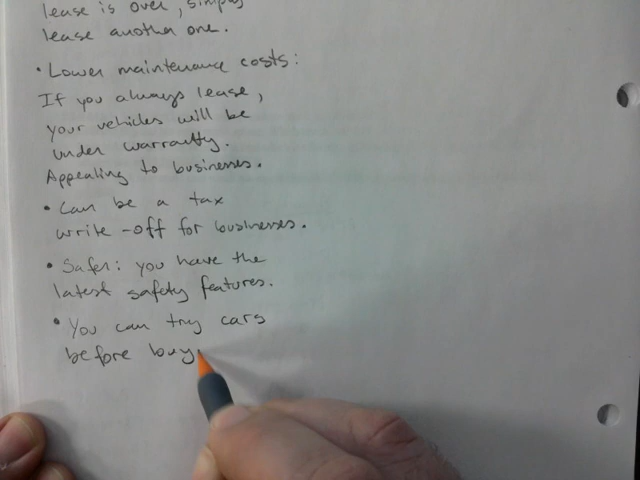 lease is over, simply
lease another one.
• Lower maintenance costs:
If you always lease,
your vehicles will be
under warranty.
Appealing to businesses.
• Can be a tax
write-off for businesses.
• Safer: you have the
latest safety features.
• You can try cars
before buy